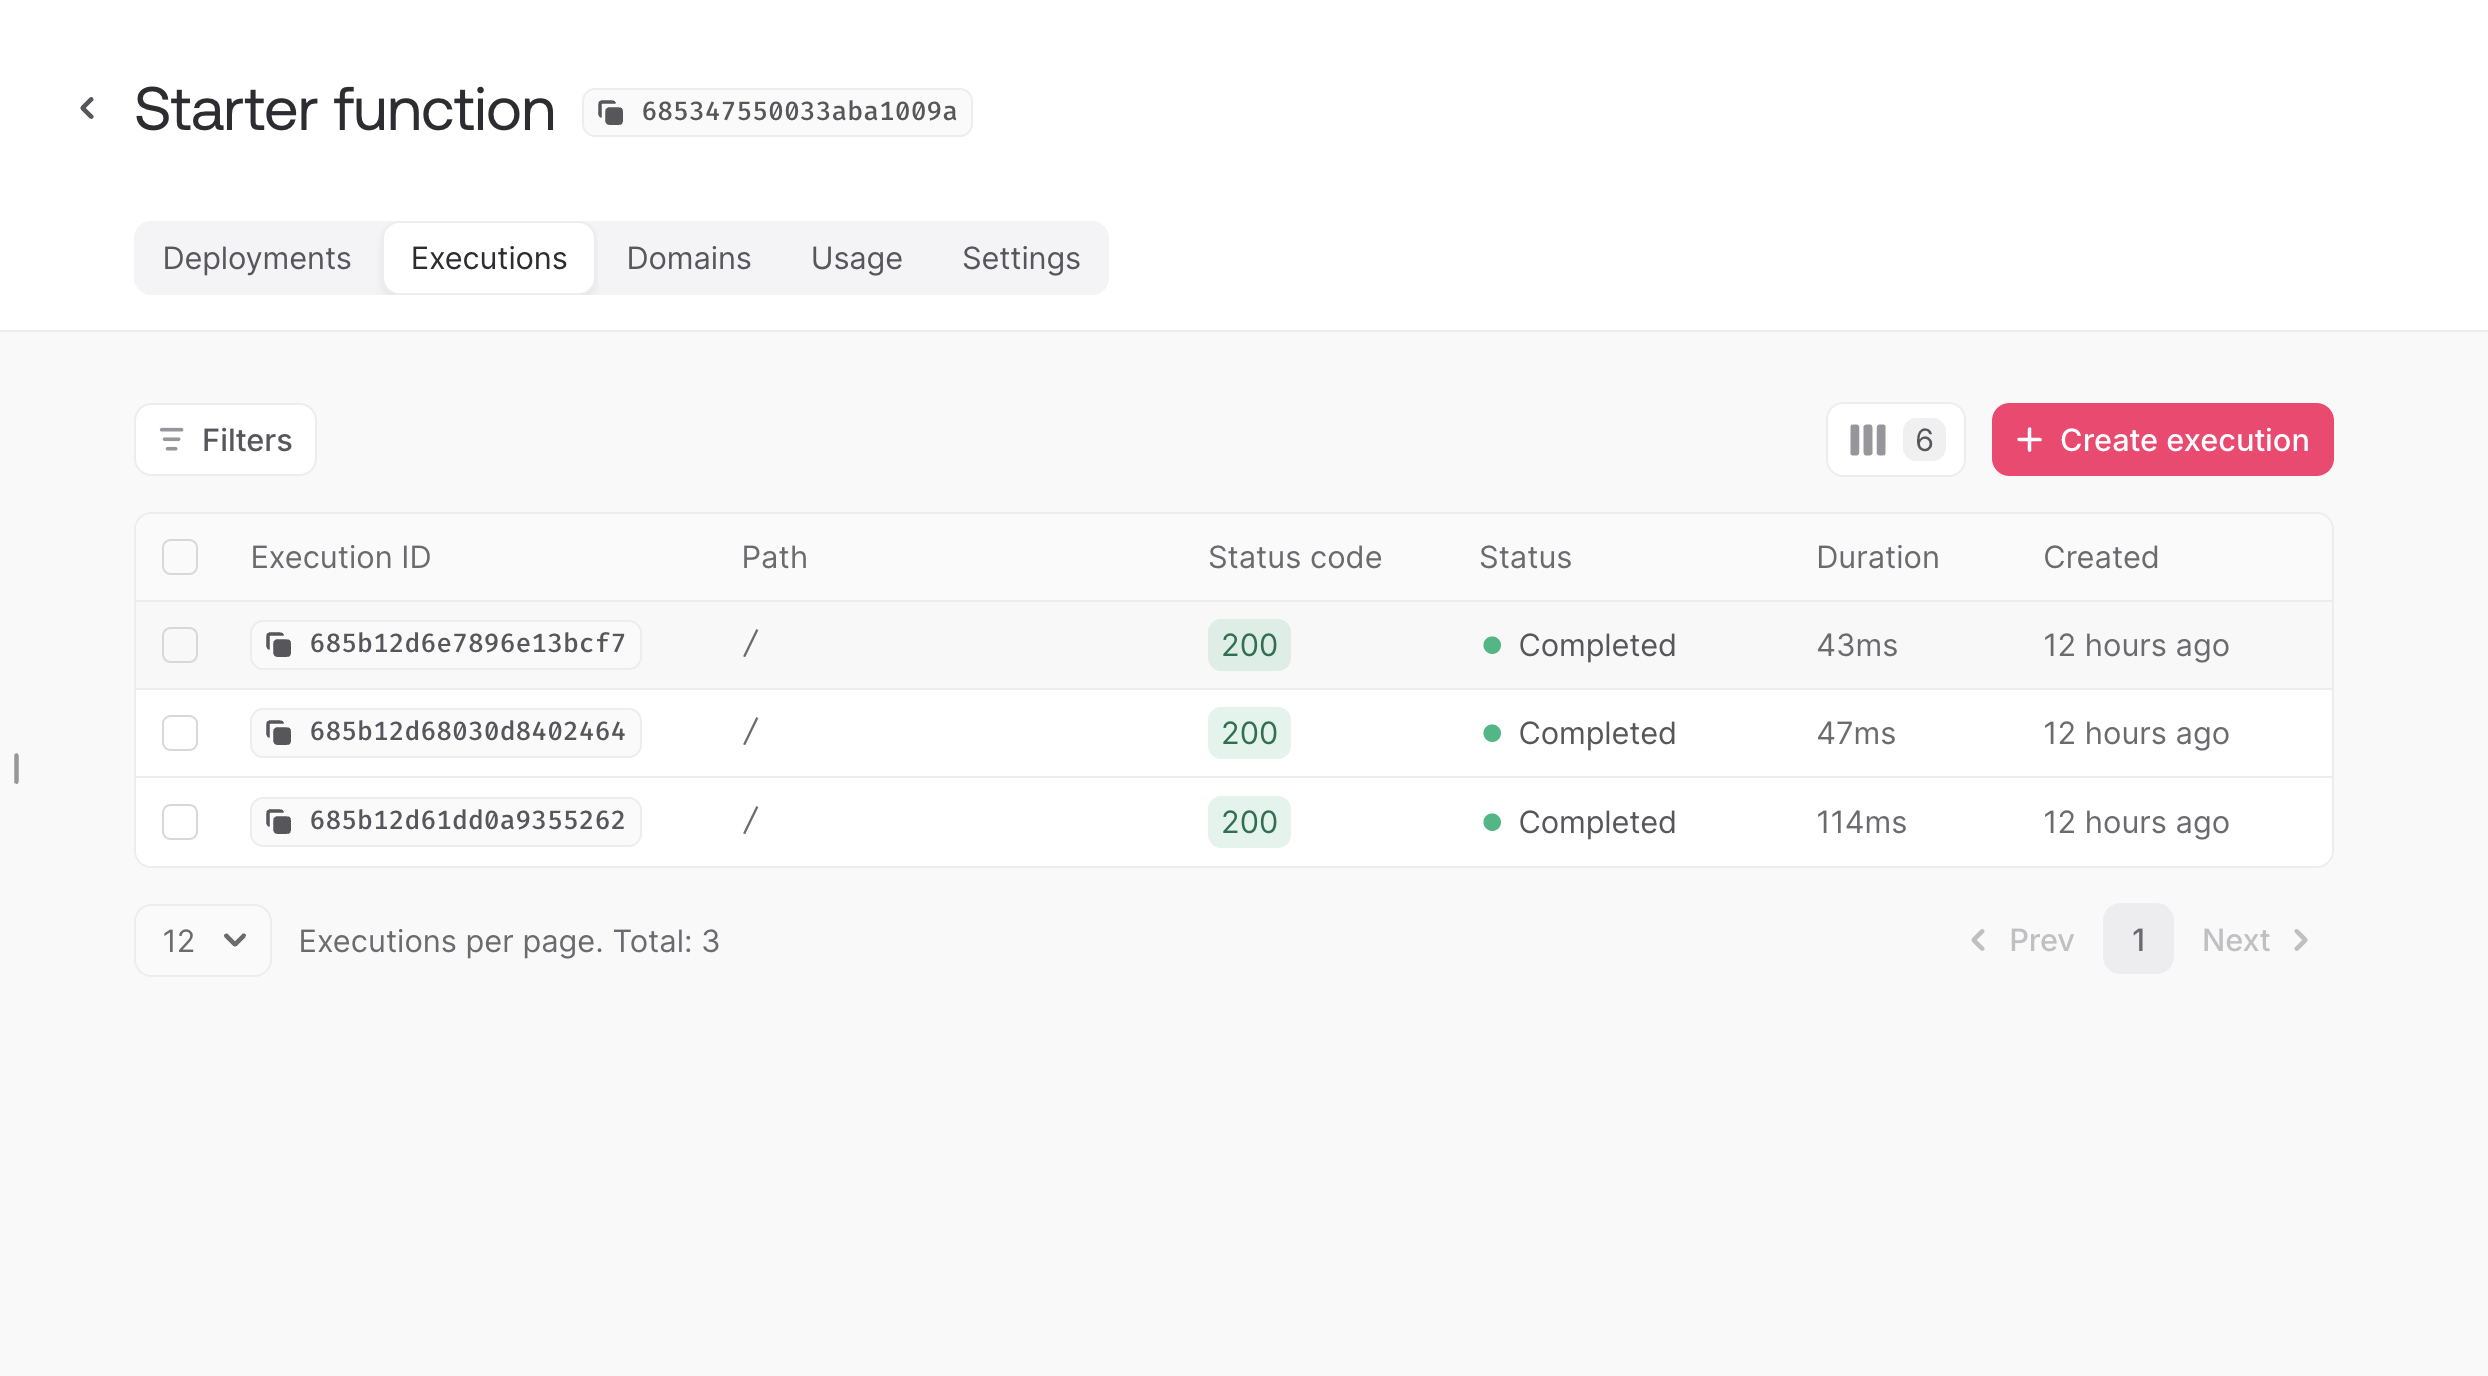 Starter function 685347550033aba1009a
Deployments Executions Domains Usage Settings
Filters 6 + Create execution
Execution ID Path Status code Status Duration Created
685b12d6e7896e13bcf7 / 200 Completed 43ms 12 hours ago
685b12d68030d8402464 / 200 Completed 47ms 12 hours ago
685b12d61dd0a9355262 / 200 Completed 114ms 12 hours ago
12 Executions per page. Total: 3 Prev 1 Next